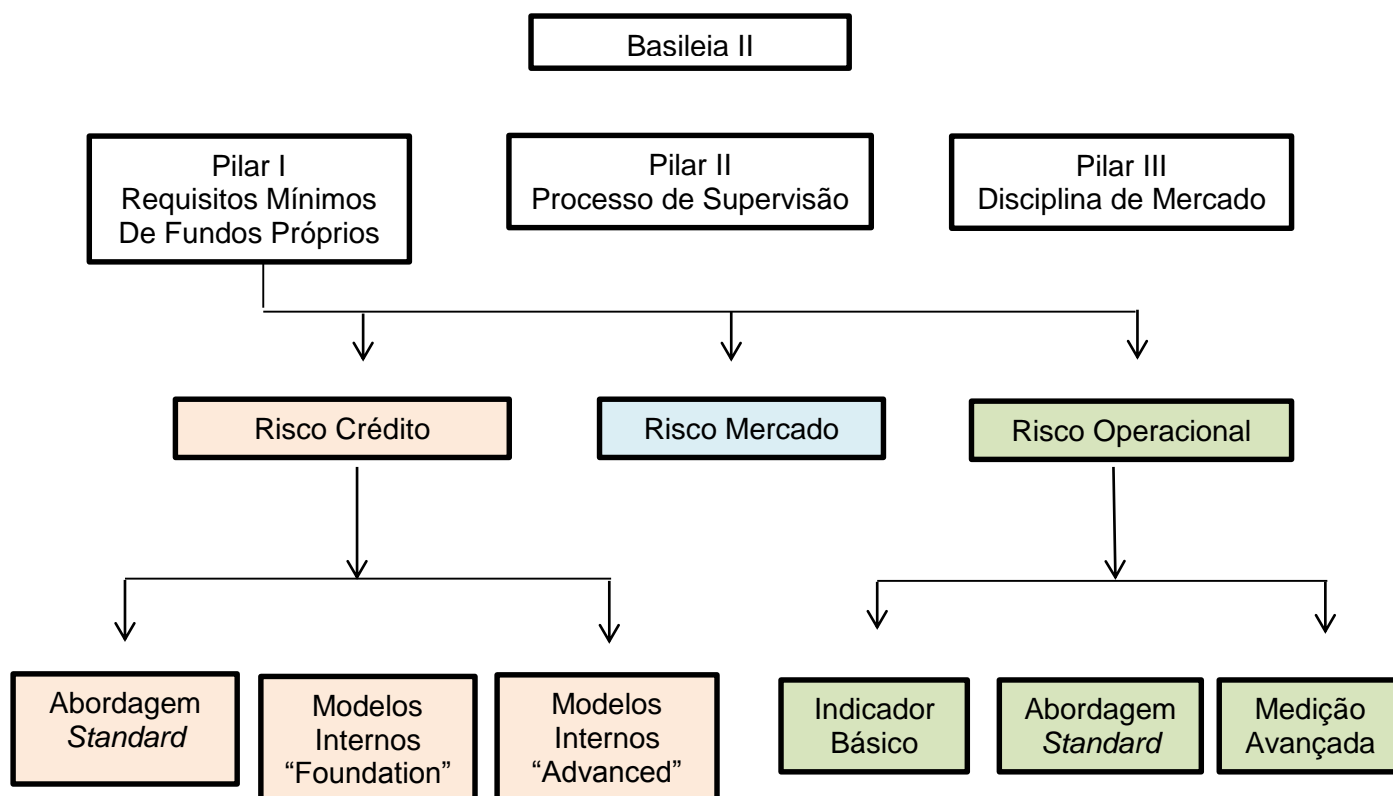 Basileia II
Pilar I
Requisitos Mínimos
De Fundos Próprios
Pilar II
Processo de Supervisão
Pilar III
Disciplina de Mercado
Risco Crédito
Risco Mercado
Risco Operacional
Abordagem
Standard
Modelos
Internos
“Foundation”
Modelos
Internos
“Advanced”
Indicador
Básico
Abordagem
Standard
Medição
Avançada